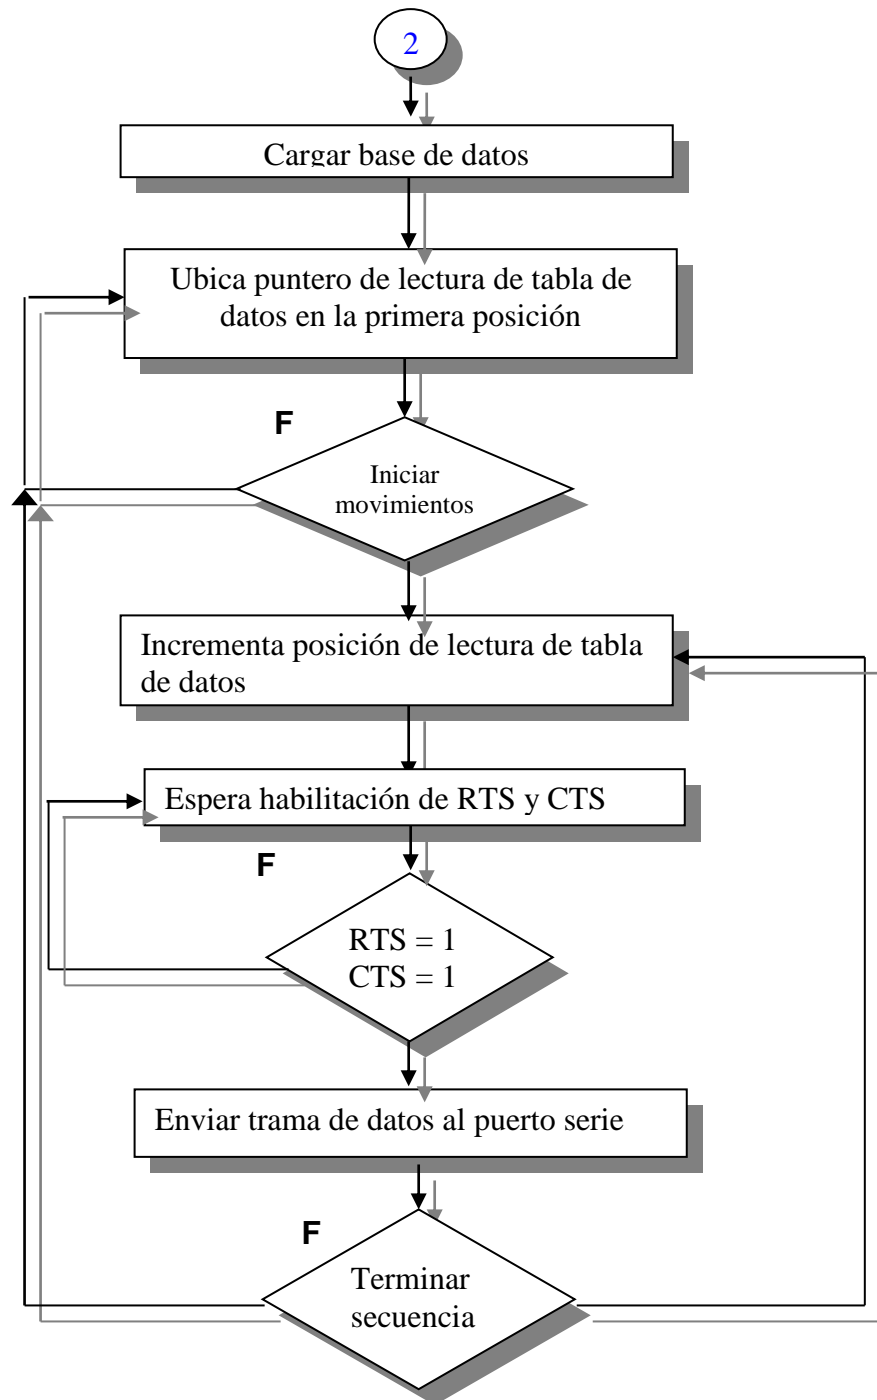 2
Cargar base de datos
Ubica puntero de lectura de tabla de
datos en la primera posición
F
Iniciar
movimientos
Incrementa posición de lectura de tabla
de datos
Espera habilitación de RTS y CTS
F
RTS = 1
CTS = 1
Enviar trama de datos al puerto serie
F
Terminar
secuencia